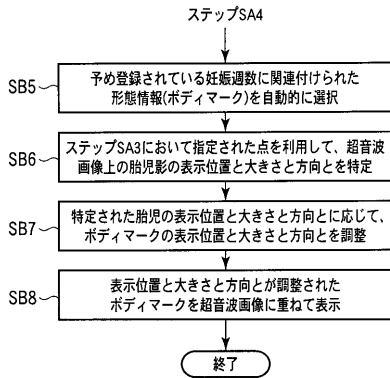 ステップSA4
SB5
予め登録されている妊娠週数に関連付けられた
形態情報(ボディマーク)を自動的に選択
SB6
ステップSA3において指定された点を利用して、超音波
画像上の胎児影の表示位置と大きさと方向とを特定
SB7
特定された胎児の表示位置と大きさと方向とに応じて、
ボディマークの表示位置と大きさと方向とを調整
SB8
表示位置と大きさと方向とが調整された
ボディマークを超音波画像に重ねて表示
終了